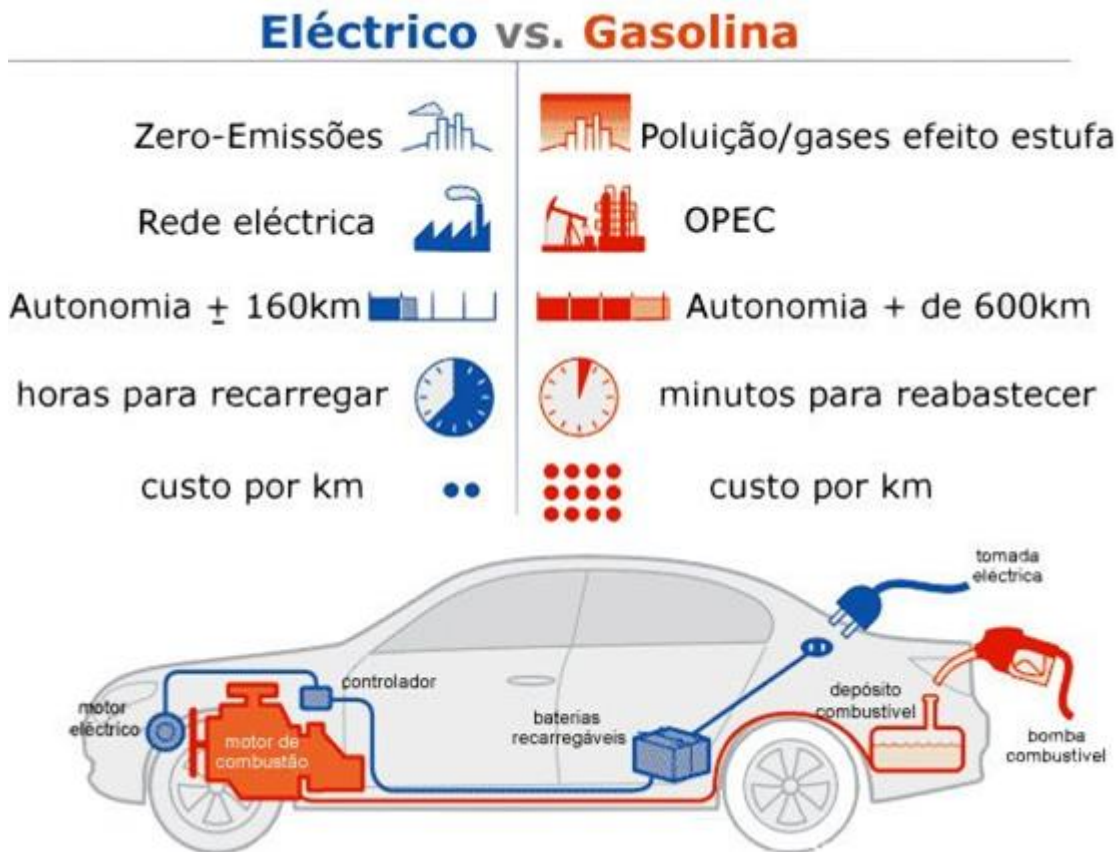 Eléctrico vs. Gasolina
Zero-Emissões
Poluição/gases efeito estufa
Rede eléctrica
OPEC
Autonomia ± 160km
Autonomia + de 600km
horas para recarregar
minutos para reabastecer
custo por km
custo por km
tomada
eléctrica
controlador
motor
eléctrico
motor de
combustão
baterias
recarregáveis
depósito
combustível
bomba
combustível